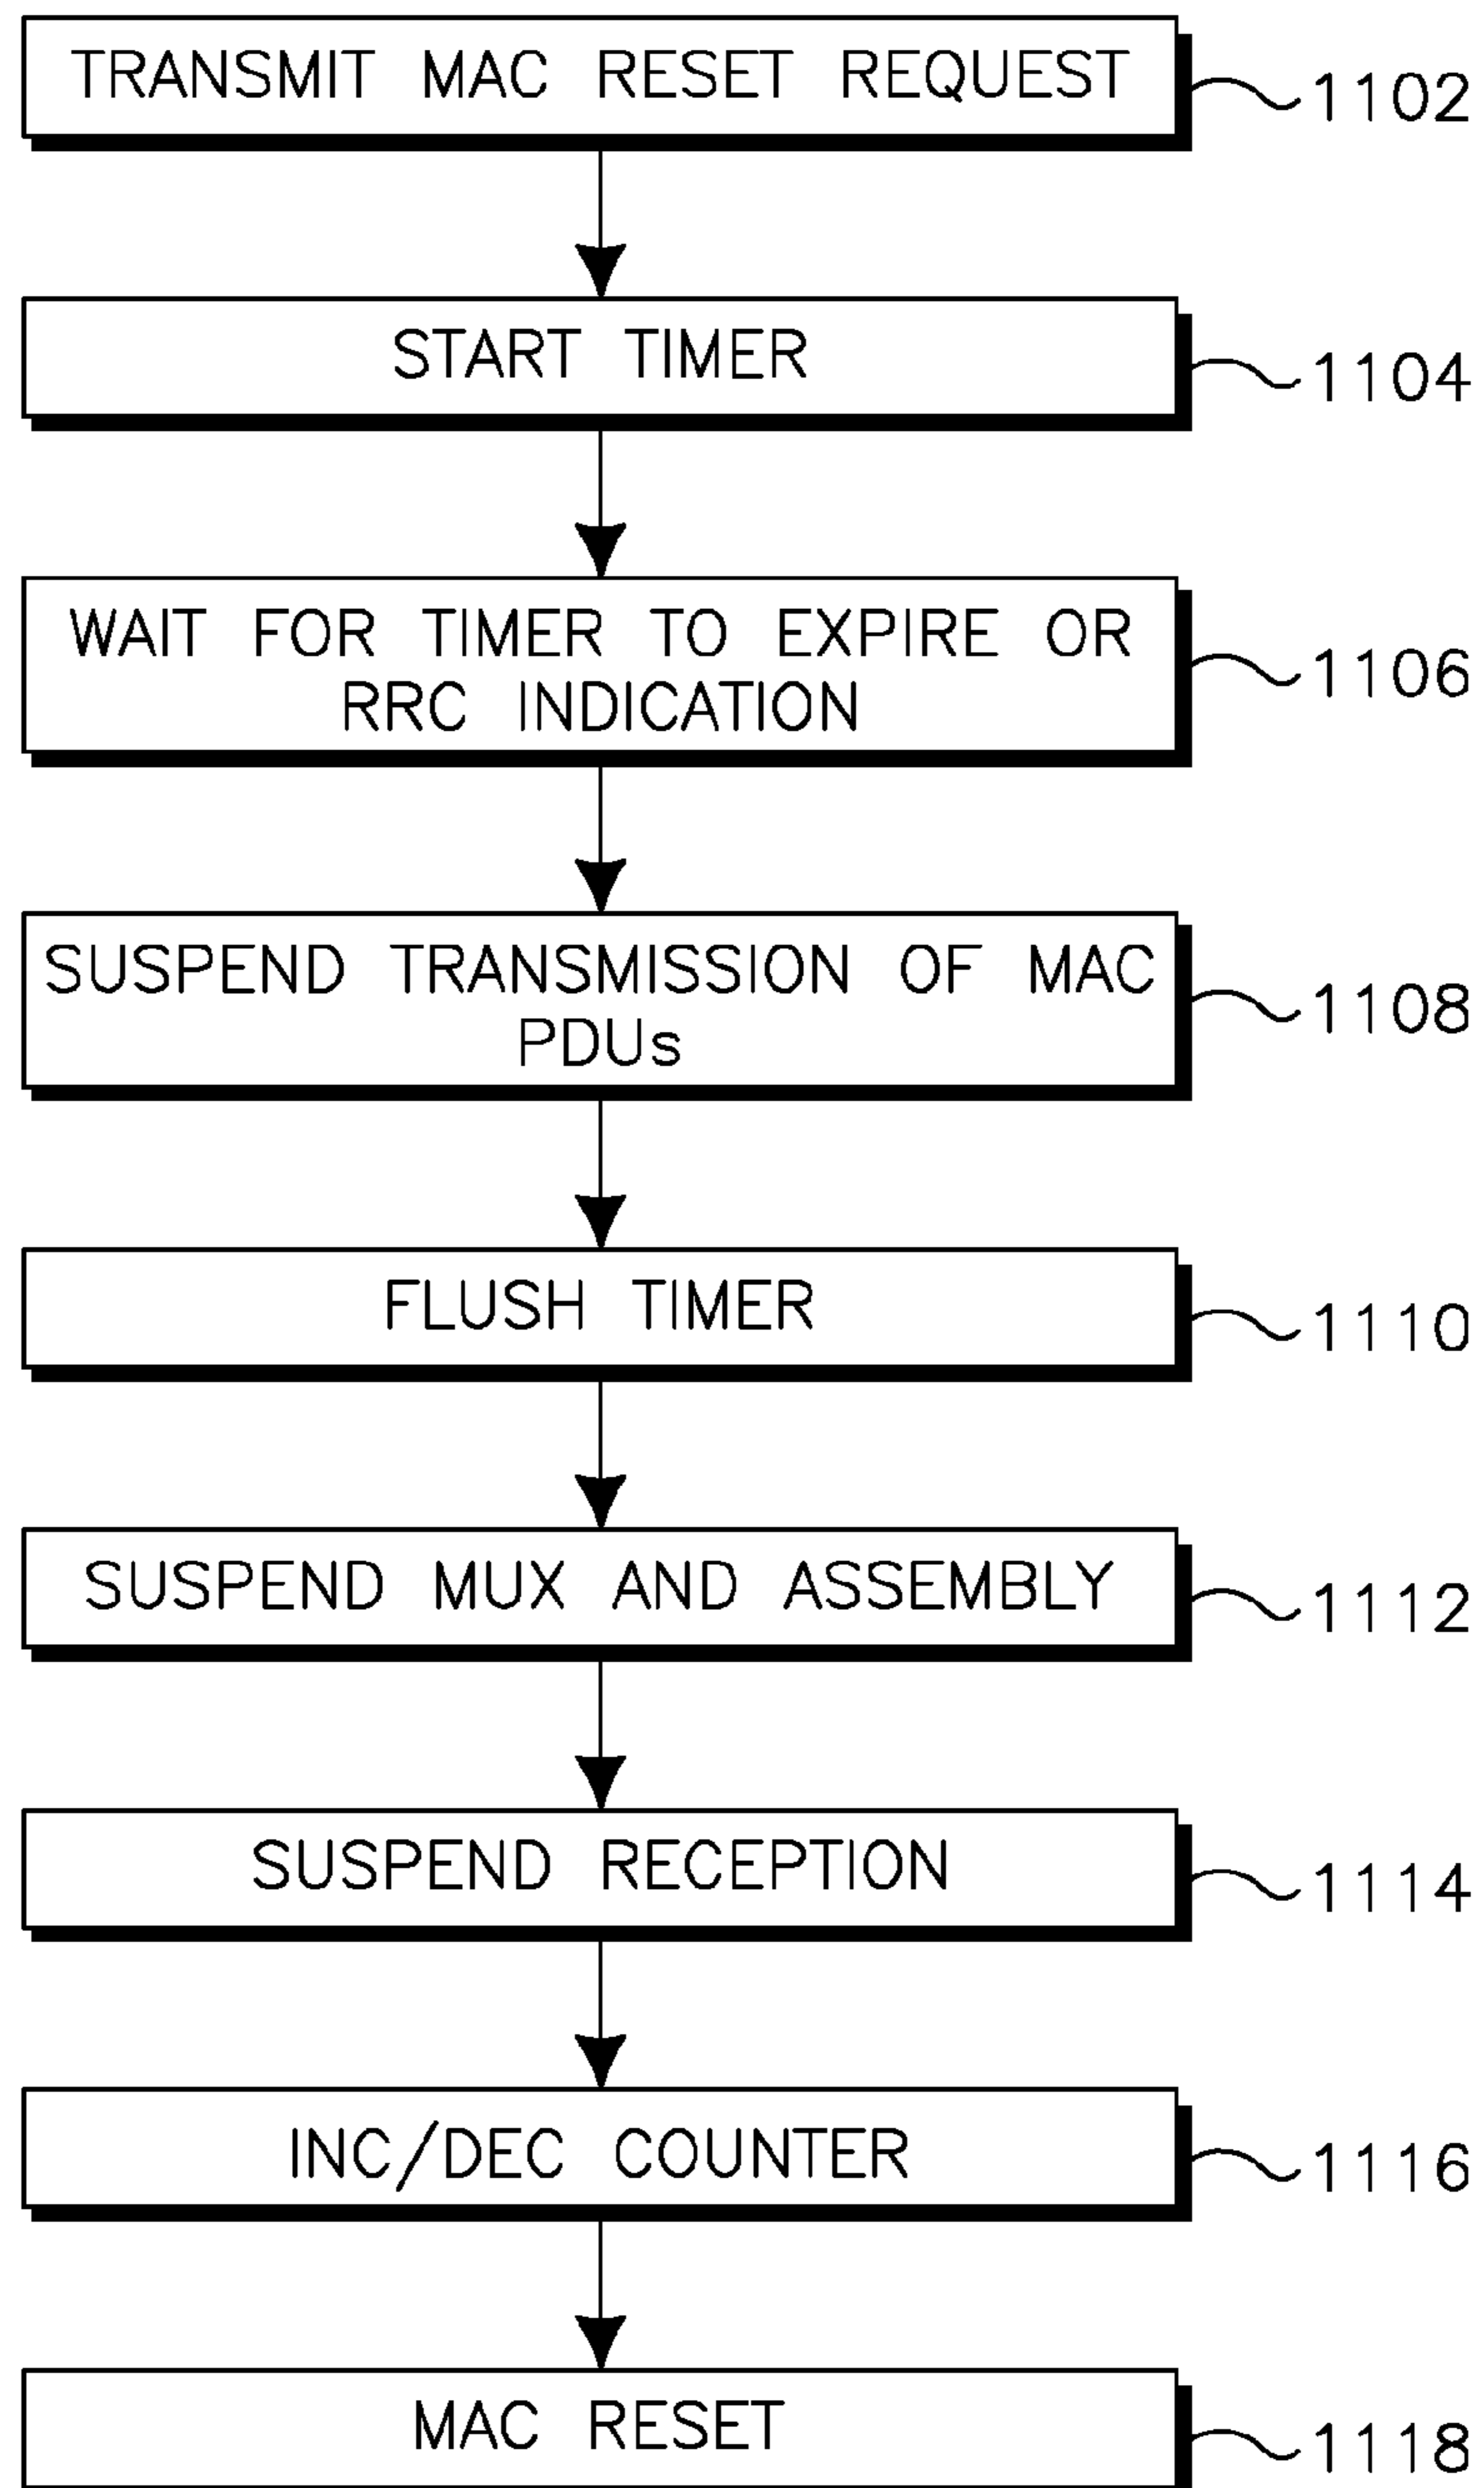 TRANSMIT MAC RESET REQUEST
1102
START TIMER
1104
WAIT FOR TIMER TO EXPIRE OR
RRC INDICATION
1106
SUSPEND TRANSMISSION OF MAC
PDUs
1108
FLUSH TIMER
1110
SUSPEND MUX AND ASSEMBLY
1112
SUSPEND RECEPTION
1114
INC/DEC COUNTER
1116
MAC RESET
1118